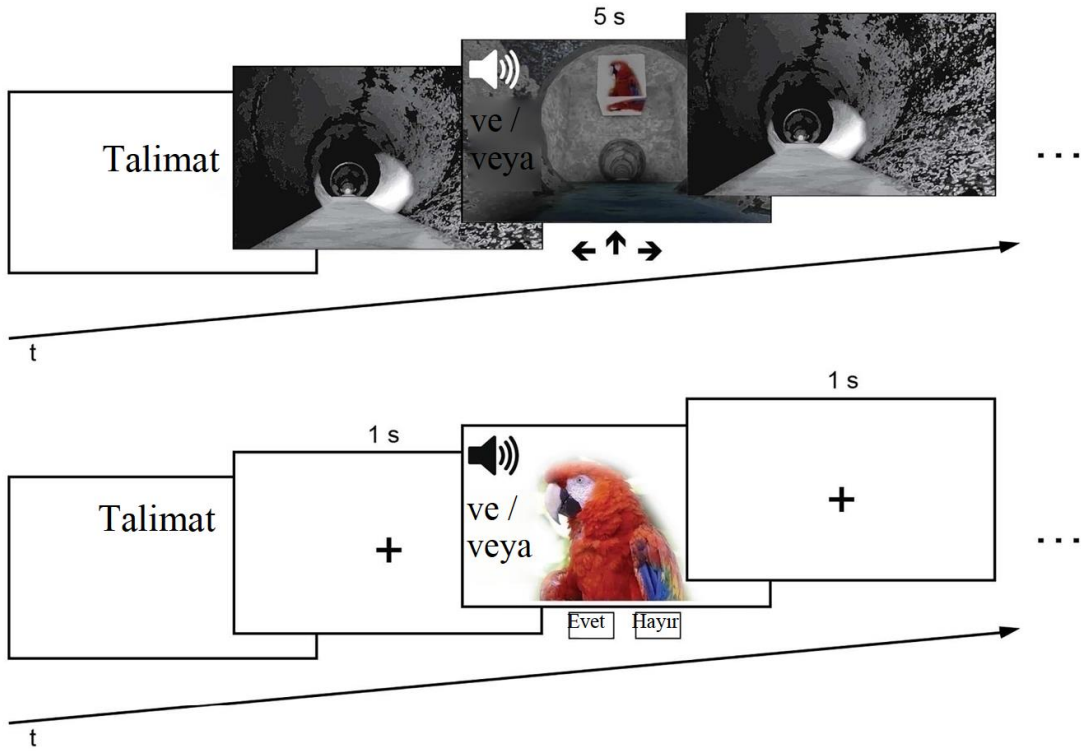 5 s
Talimat
ve /
veya
...
t
1 s
1 s
Talimat
+
ve /
veya
+
...
Evet
Hayır
t